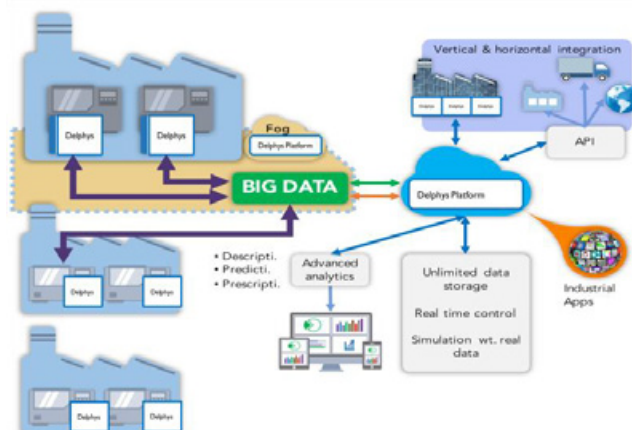 Vertical & horizontal integration
Delphys
Delphys
Fog
Delphys Platform
API
BIG DATA
Delphys Platform
Delphys
Delphys
• Descripti.
• Predicti.
• Prescripti.
Advanced
analytics
Unlimited data
storage
Real time control
Simulation wt. real
data
Industrial
Apps
Delphys
Delphys